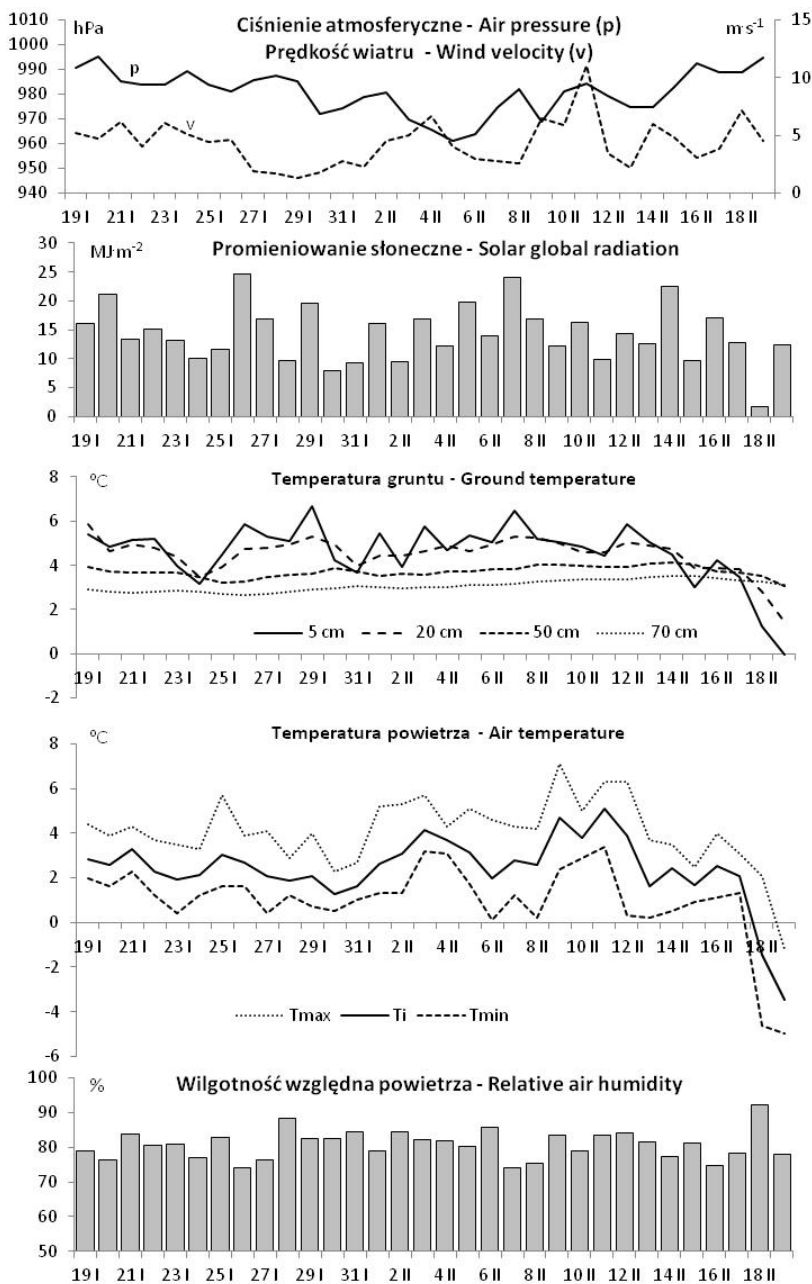 Ciśnienie atmosferyczne - Air pressure (p)
Prędkość wiatru - Wind velocity (v)
hPa
m·s⁻¹
1010
1000
990
980
970
960
950
940
15
10
5
0
p
v
19 I 21 I 23 I 25 I 27 I 29 I 31 I 2 II 4 II 6 II 8 II 10 II 12 II 14 II 16 II 18 II
MJ·m⁻²
Promieniowanie słoneczne - Solar global radiation
30
25
20
15
10
5
0
19 I 21 I 23 I 25 I 27 I 29 I 31 I 2 II 4 II 6 II 8 II 10 II 12 II 14 II 16 II 18 II
ºC
Temperatura gruntu - Ground temperature
8
6
4
2
0
-2
5 cm 20 cm 50 cm 70 cm
19 I 21 I 23 I 25 I 27 I 29 I 31 I 2 II 4 II 6 II 8 II 10 II 12 II 14 II 16 II 18 II
ºC
Temperatura powietrza - Air temperature
8
6
4
2
0
-2
-4
-6
19 I 21 I 23 I 25 I 27 I 29 I 31 I 2 II 4 II 6 II 8 II 10 II 12 II 14 II 16 II 18 II
Tmax Ti Tmin
%
Wilgotność względna powietrza - Relative air humidity
100
90
80
70
60
50
19 I 21 I 23 I 25 I 27 I 29 I 31 I 2 II 4 II 6 II 8 II 10 II 12 II 14 II 16 II 18 II